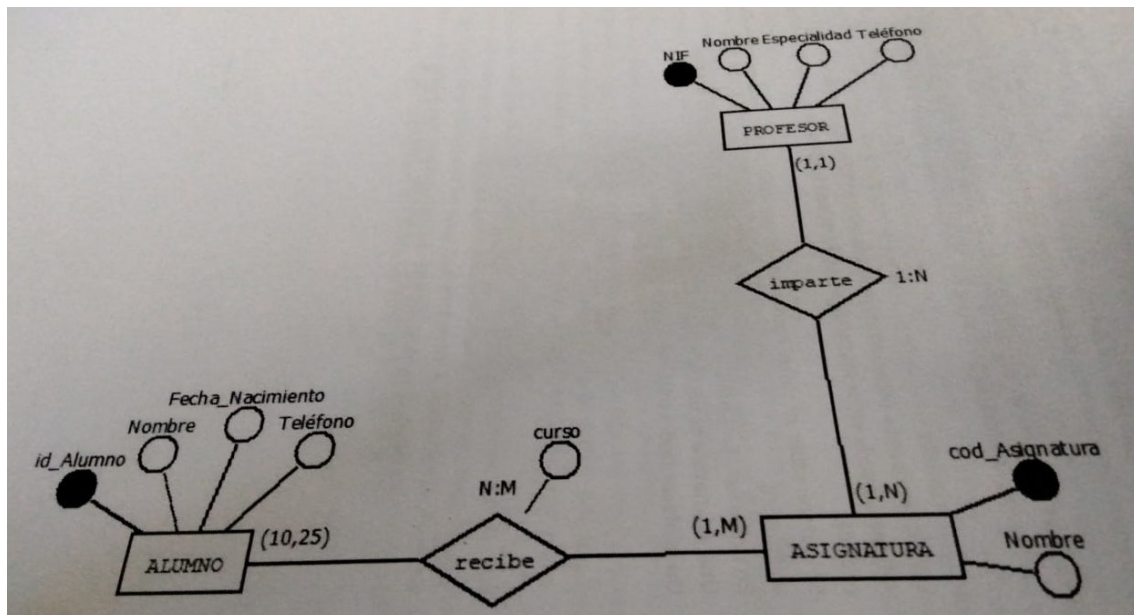 Nombre Especialidad Teléfono
NIF
PROFESOR
(1,1)
imparte 1:N
Fecha_Nacimiento
Nombre Teléfono
id_Alumno
curso
N:M
cod_Asignatura
(1,N)
(10,25)
(1,M)
ALUMNO
recibe
ASIGNATURA
Nombre